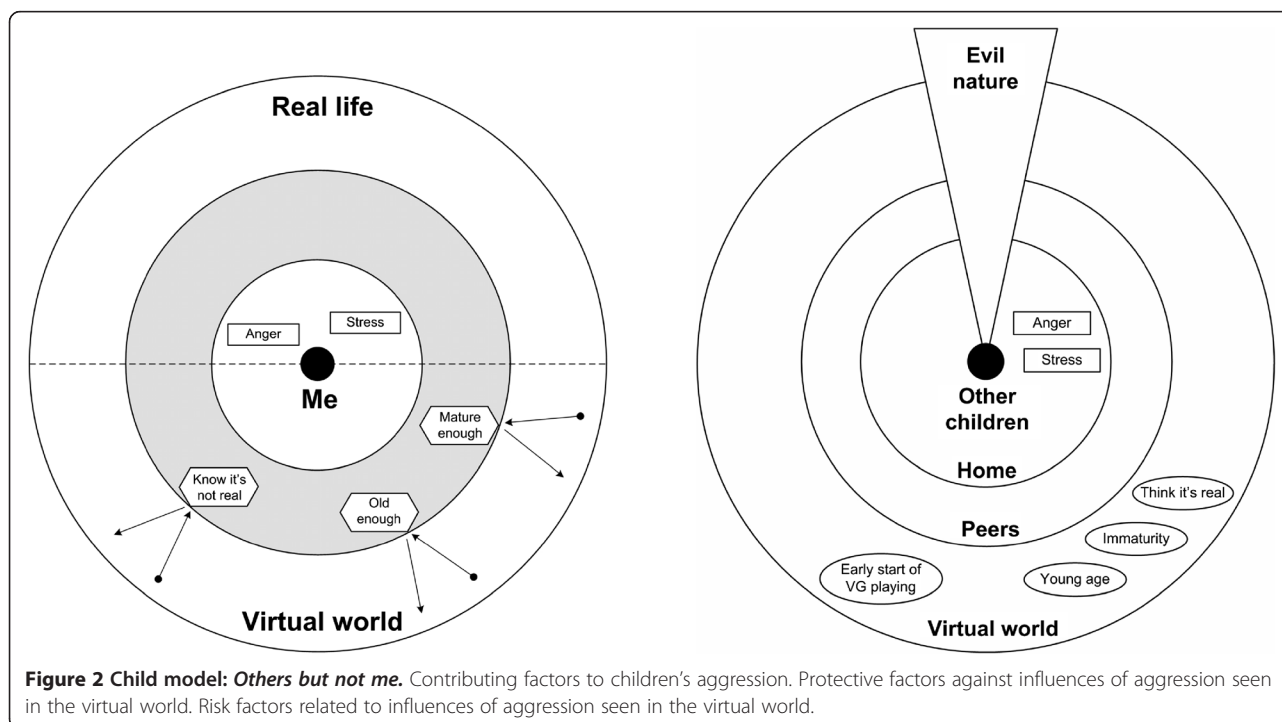 Real life
Anger
Stress
Me
Mature
enough
Know it's
not real
Old
enough
Virtual world
Evil
nature
Anger
Stress
Other
children
Home
Peers
Think it's real
Immaturity
Early start of
VG playing
Young age
Virtual world
Figure 2 Child model: Others but not me. Contributing factors to children's aggression. Protective factors against influences of aggression seen
in the virtual world. Risk factors related to influences of aggression seen in the virtual world.